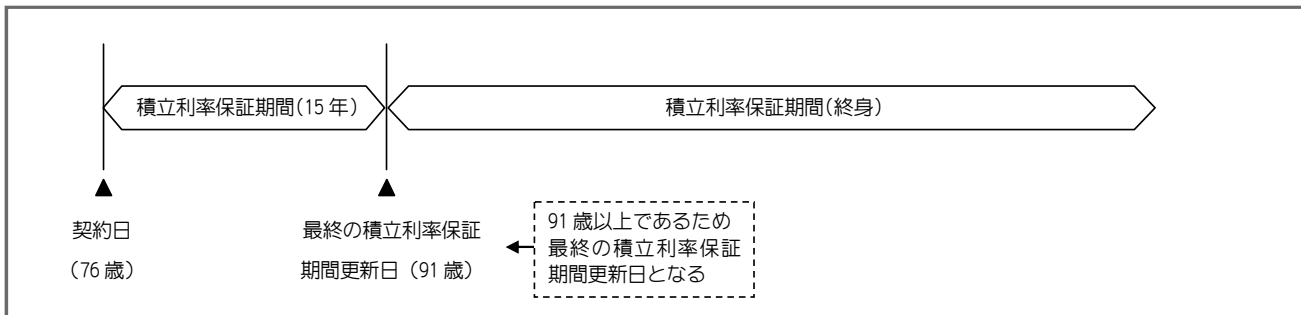 積立利率保証期間(15年)
積立利率保証期間(終身)
契約日
(76歳)
最終の積立利率保証
期間更新日(91歳)
91歳以上であるため
最終の積立利率保証
期間更新日となる